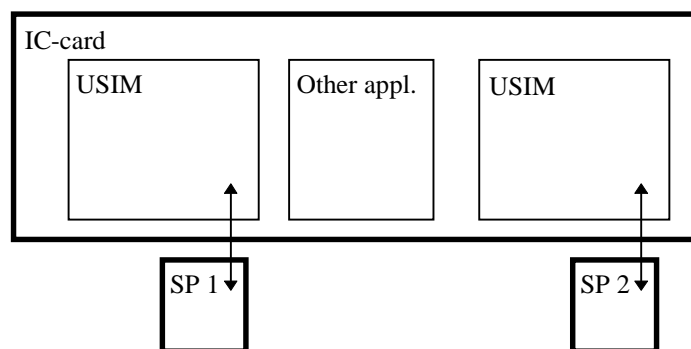 IC-card
USIM
Other appl.
USIM
SP 1
SP 2